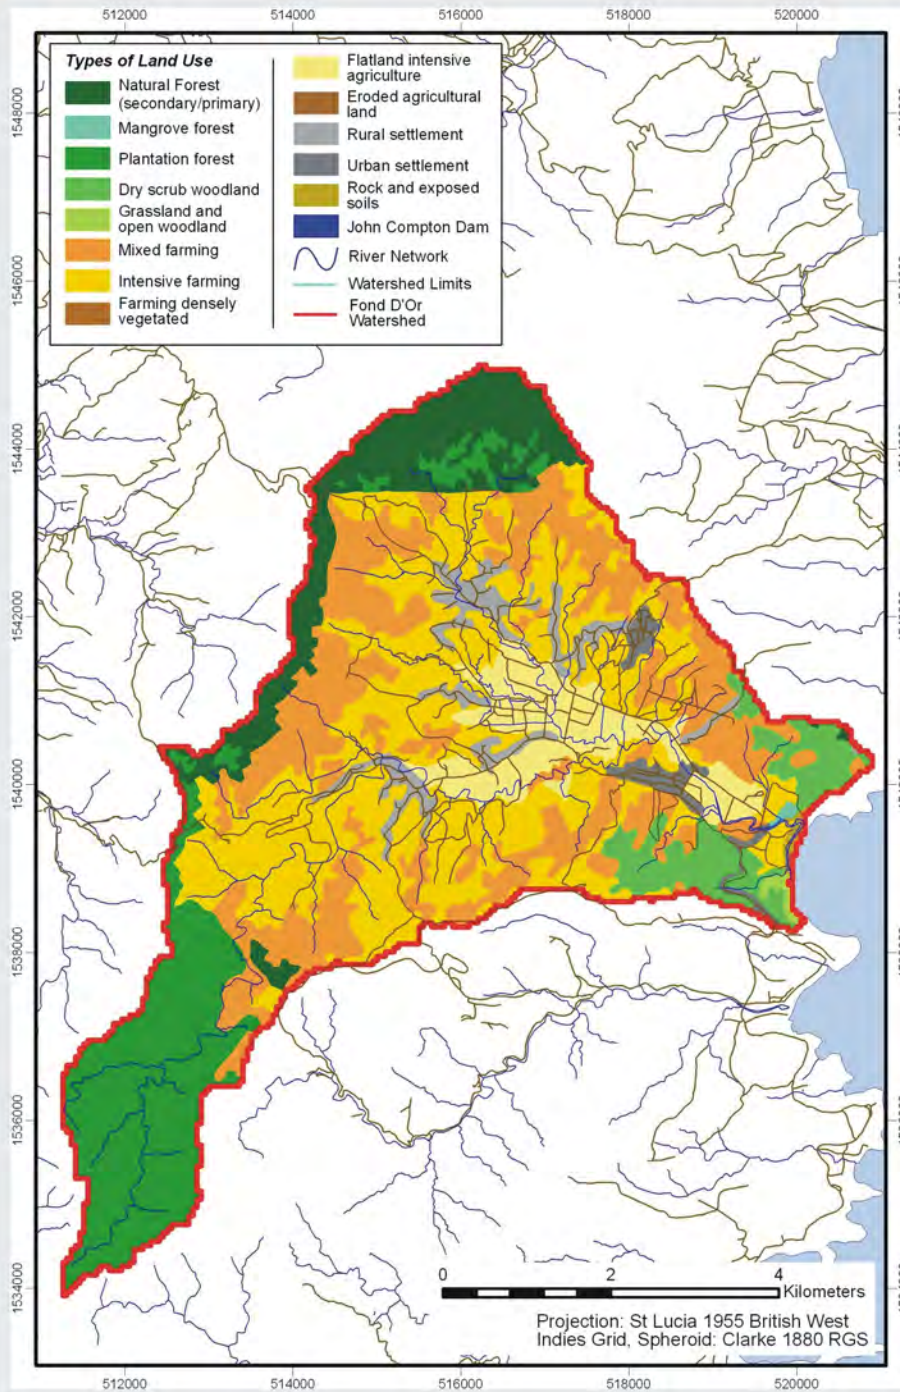 512000
514000
516000
518000
520000
Types of Land Use
Natural Forest
(secondary/primary)
Mangrove forest
Plantation forest
Dry scrub woodland
Grassland and
open woodland
Mixed farming
Intensive farming
Farming densely
vegetated
Flatland intensive
agriculture
Eroded agricultural
land
Rural settlement
Urban settlement
Rock and exposed
soils
John Compton Dam
River Network
Watershed Limits
Fond D'Or
Watershed
1548000
1546000
1544000
1542000
1540000
1538000
1536000
1534000
0
2
4
Kilometers
Projection: St Lucia 1955 British West
Indies Grid, Spheroid: Clarke 1880 RGS
512000
514000
516000
518000
520000